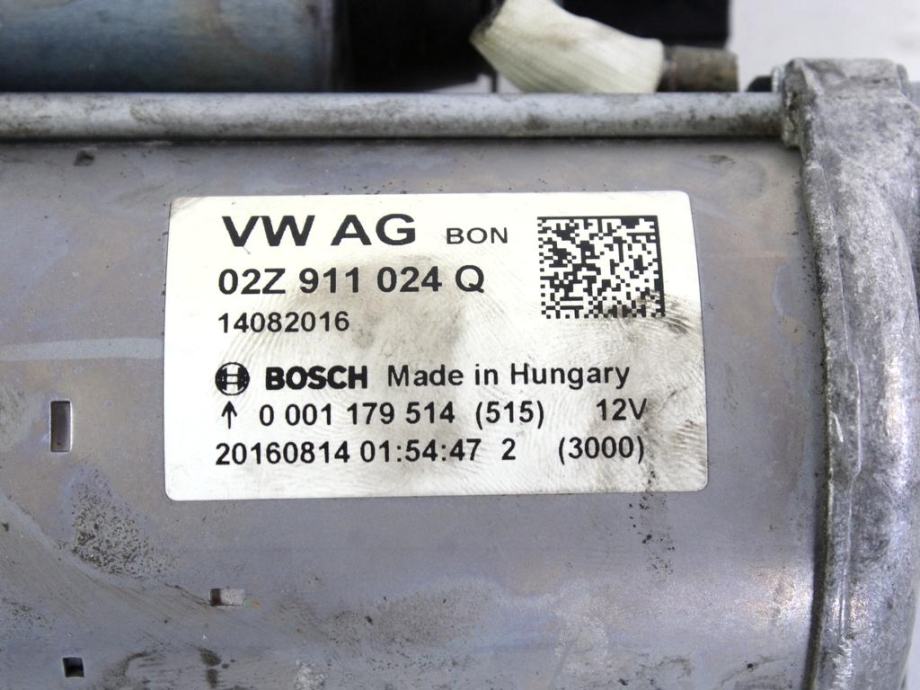 VW AG BON
02Z 911 024 Q
14082016
BOSCH Made in Hungary
↑ 0 001 179 514 (515) 12V
20160814 01:54:47 2 (3000)